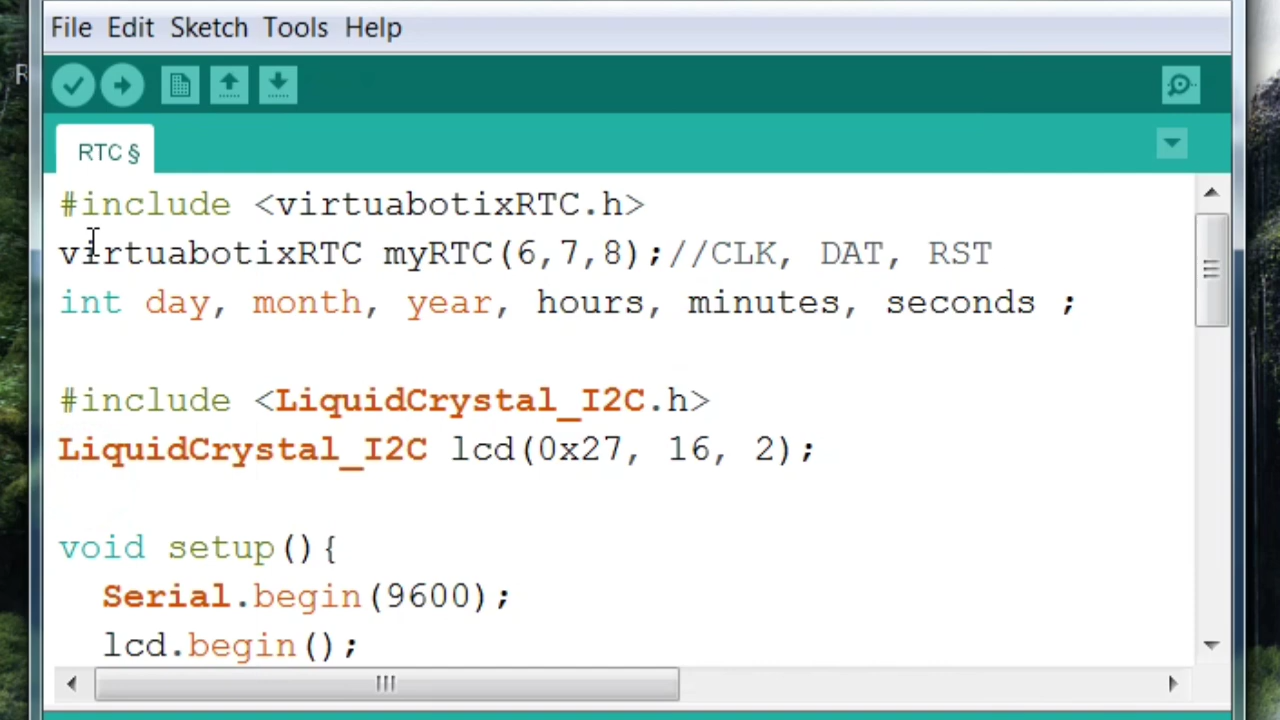 File Edit Sketch Tools Help
R
RTC §
#include <virtuabotixRTC.h>
virtuabotixRTC myRTC(6,7,8);//CLK, DAT, RST
int day, month, year, hours, minutes, seconds ;
#include <LiquidCrystal_I2C.h>
LiquidCrystal_I2C lcd(0x27, 16, 2);
void setup(){
Serial.begin(9600);
lcd.begin();